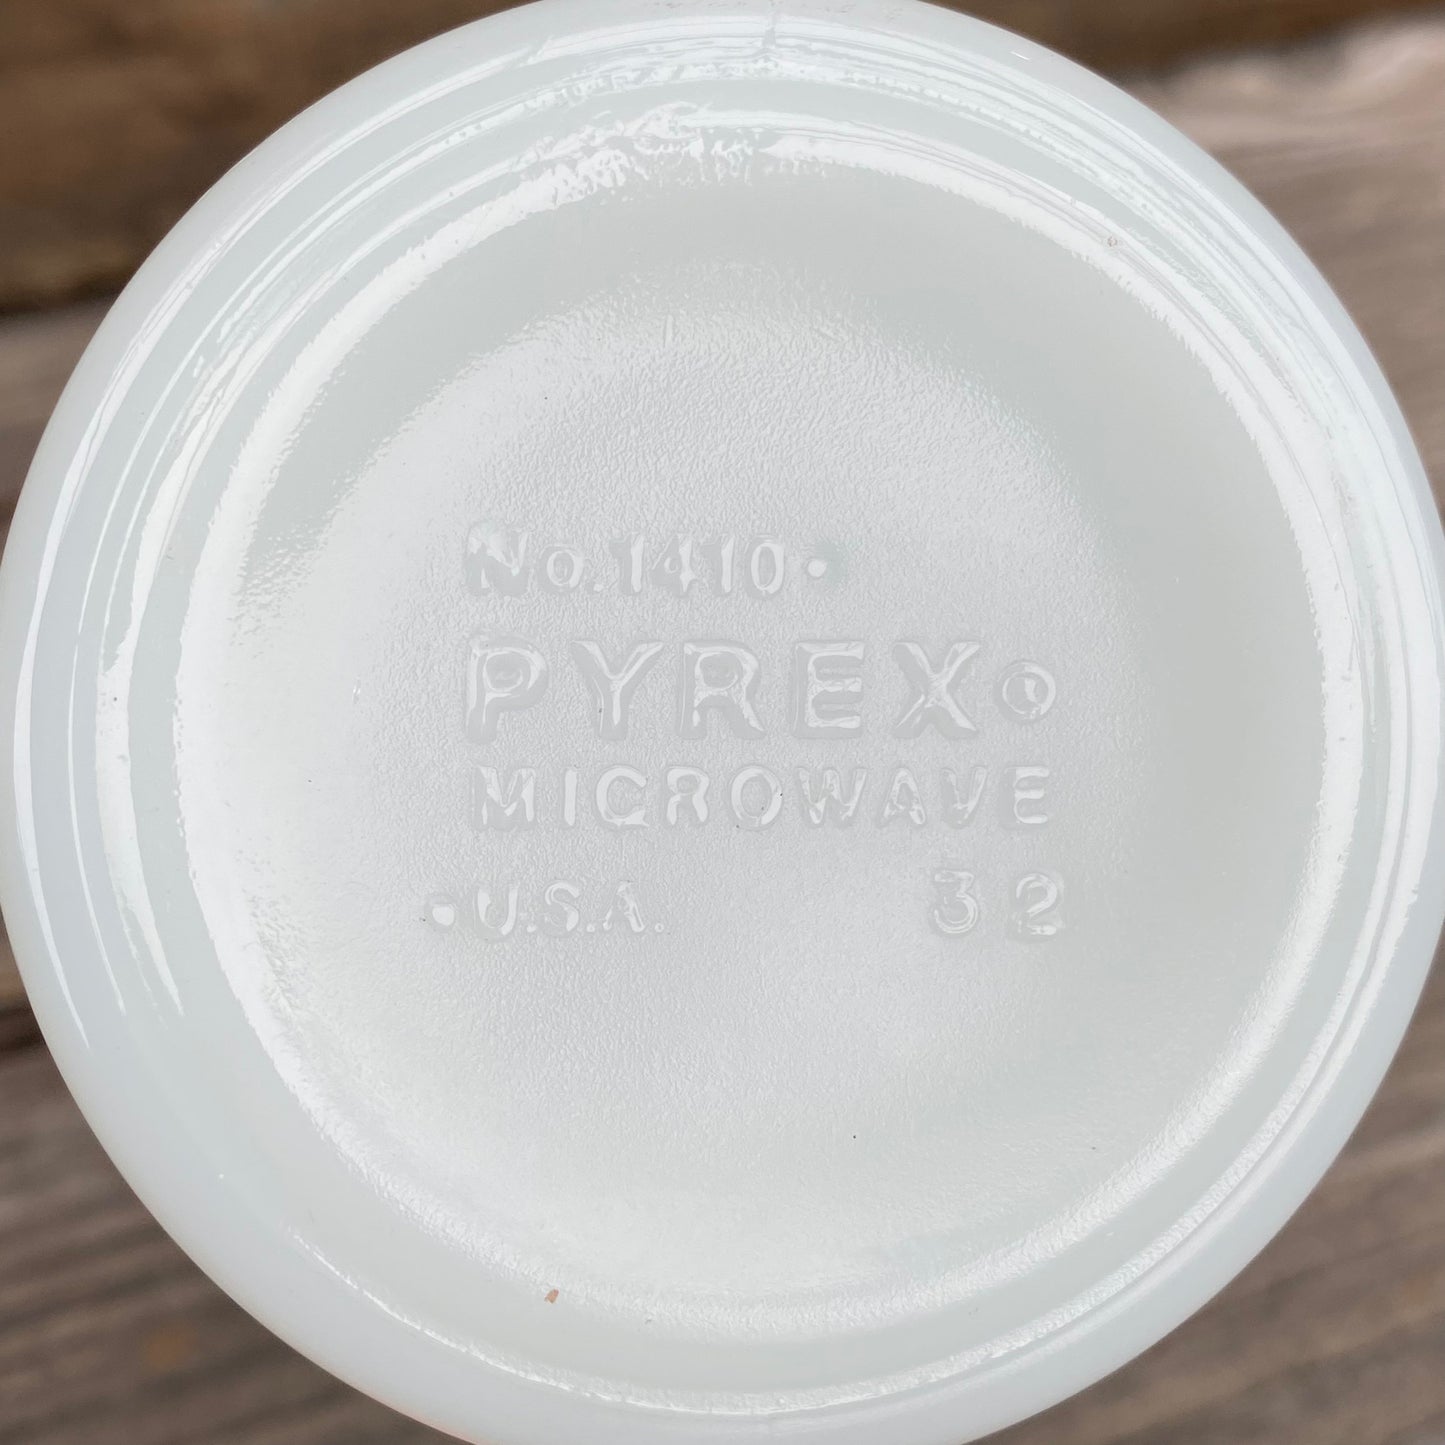 No. 1410 •
PYREX ®
MICROWAVE
• U.S.A. 32